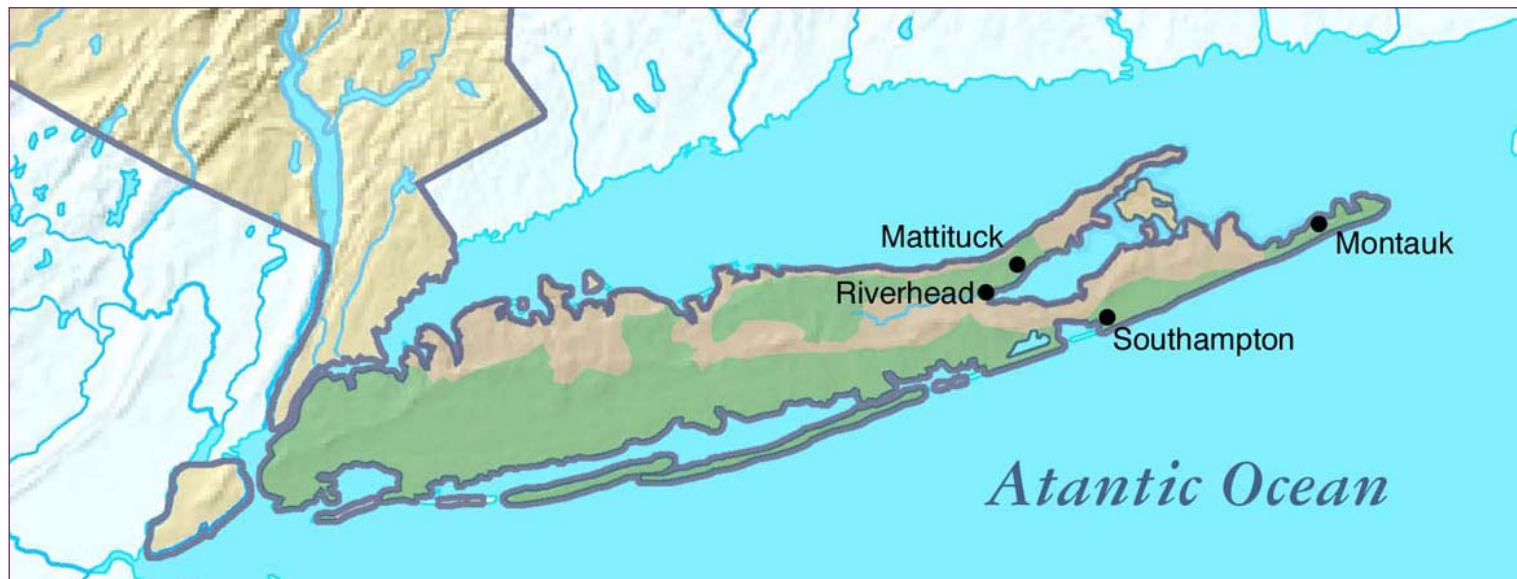 Mattituck
Montauk
Riverhead
Southampton
Atantic Ocean